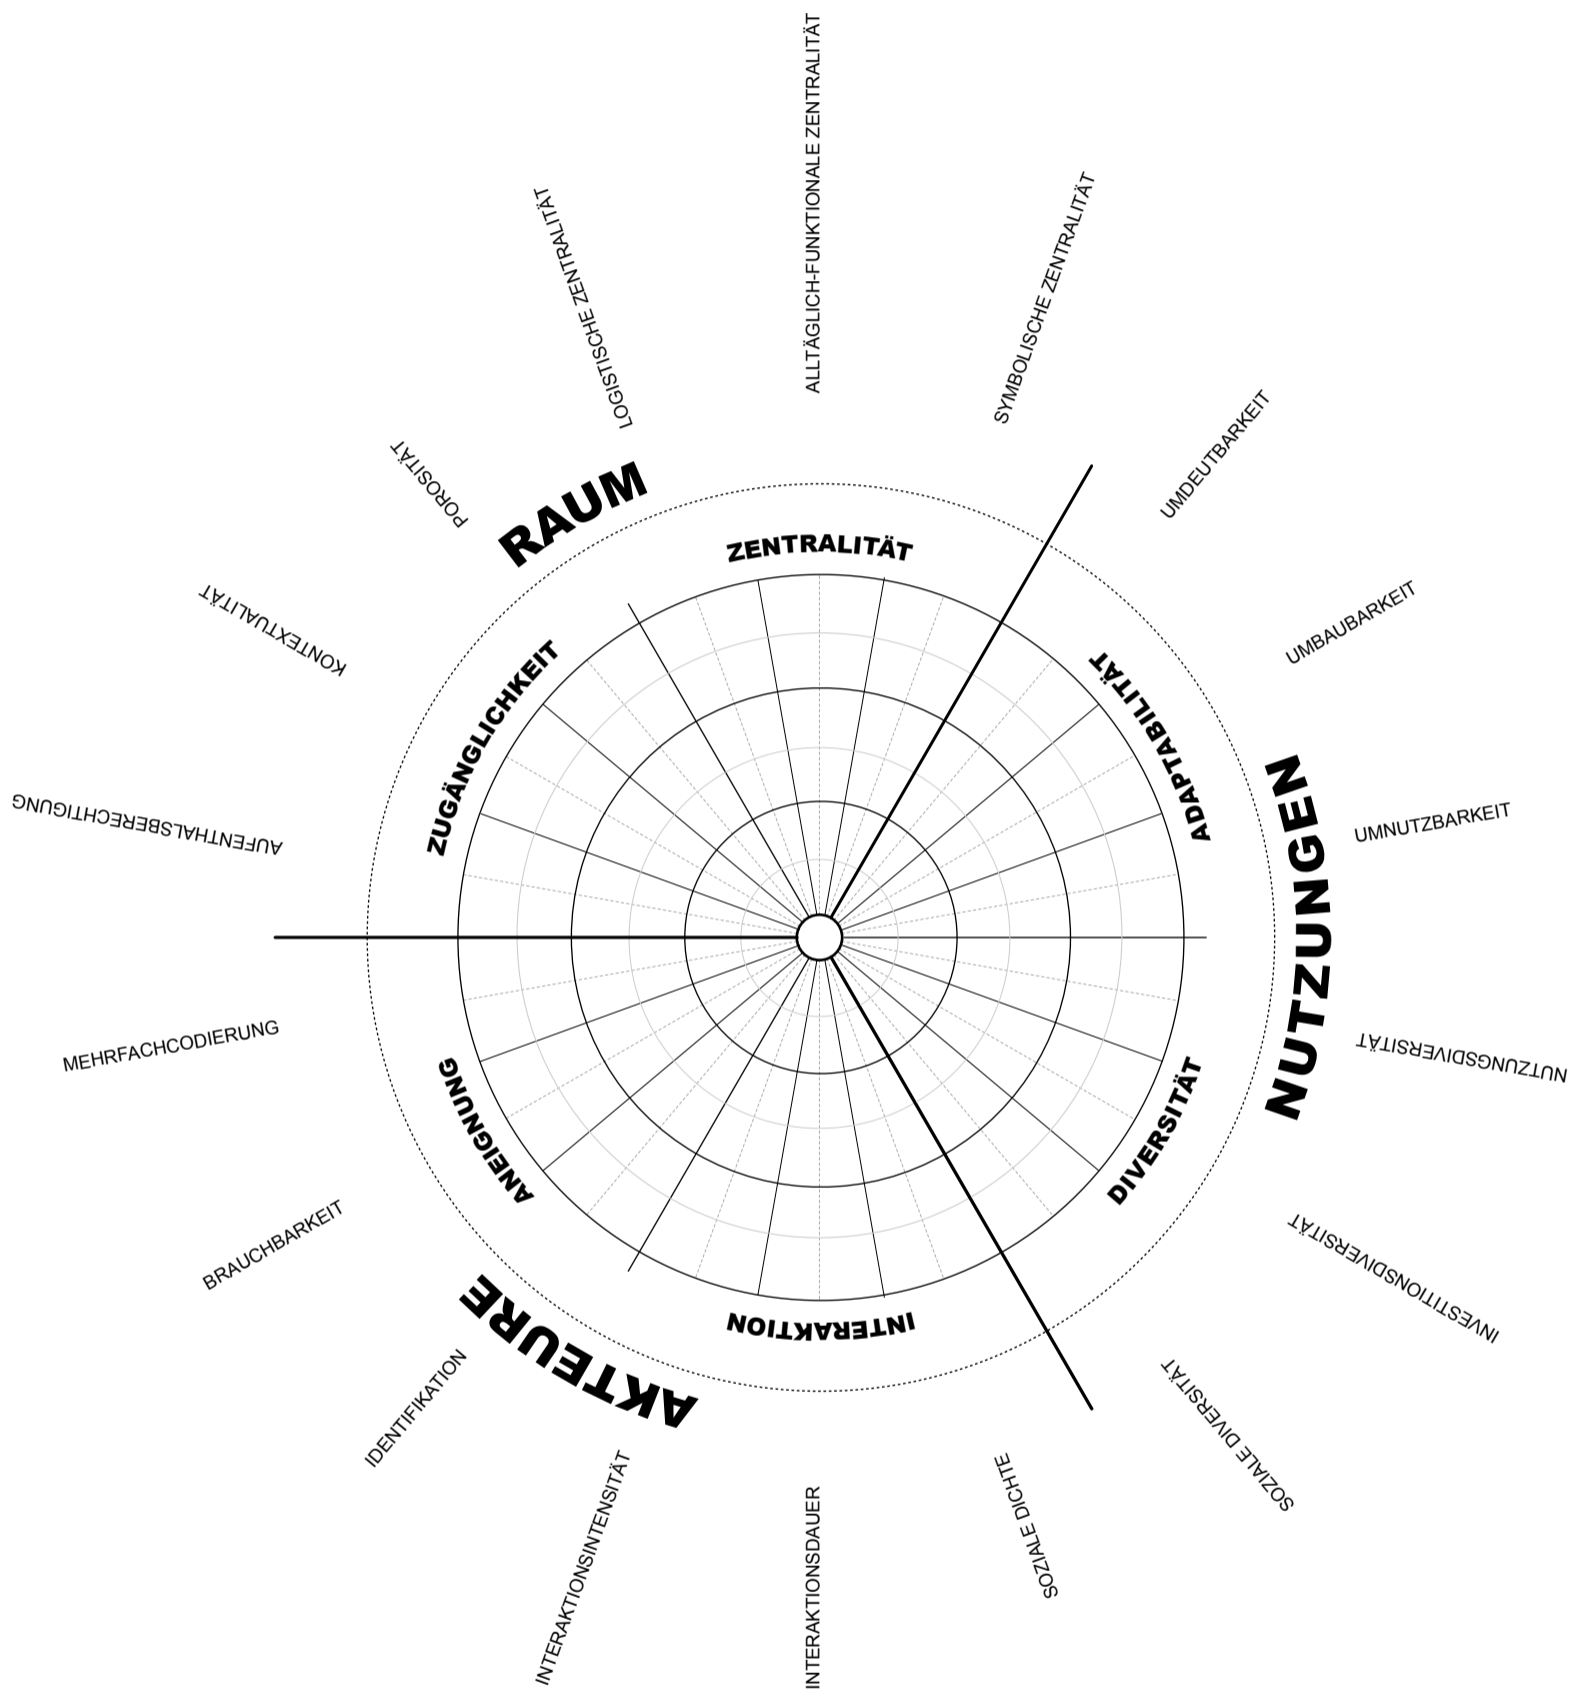 RAUM
ZENTRALITÄT
LOGISTISCHE ZENTRALITÄT
ALLTÄGLICH-FUNKTIONALE ZENTRALITÄT
SYMBOLISCHE ZENTRALITÄT
NUTZUNGEN
ADAPTABILITÄT
UMDEUTBARKEIT
UMBAUBARKEIT
UMNUTZBARKEIT
DIVERSITÄT
NUTZUNGSDIVERSITÄT
INVESTITIONSDIVERSITÄT
SOZIALE DIVERSITÄT
AKTEURE
INTERAKTION
SOZIALE DICHTE
INTERAKTIONSDAUER
INTERAKTIONSINTENSITÄT
ANEIGNUNG
IDENTIFIKATION
BRAUCHBARKEIT
MEHRFACHCODIERUNG
ZUGÄNGLICHKEIT
AUFENTHALSBERECHTIGUNG
KONTEXTUALITÄT
POROSITÄT